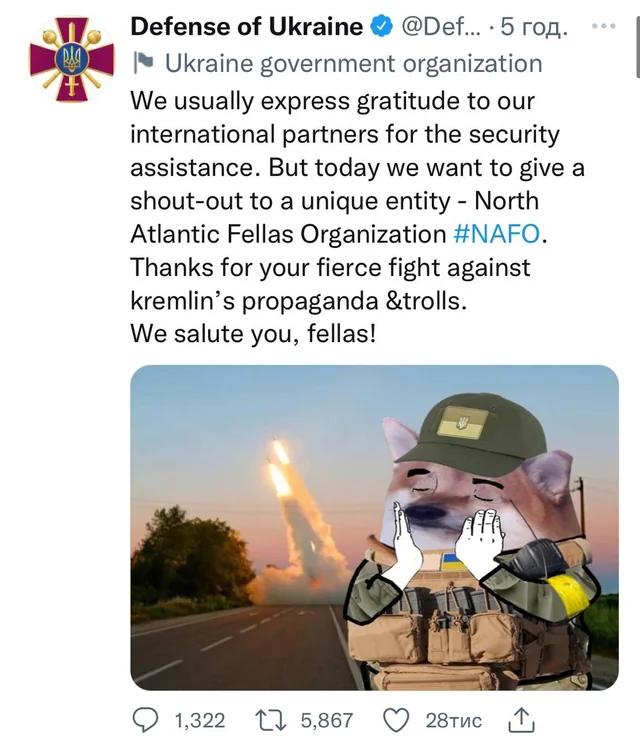 Defense of Ukraine @Def... · 5 год.
Ukraine government organization
We usually express gratitude to our
international partners for the security
assistance. But today we want to give a
shout-out to a unique entity - North
Atlantic Fellas Organization #NAFO.
Thanks for your fierce fight against
kremlin’s propaganda &trolls.
We salute you, fellas!
1,322 5,867 28тис